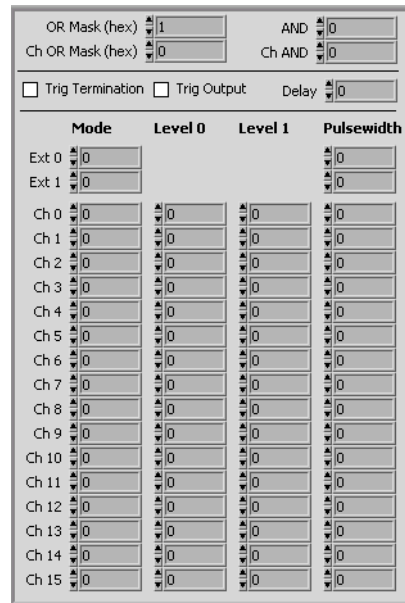 OR Mask (hex) 1 AND 0
Ch OR Mask (hex) 0 Ch AND 0
Trig Termination Trig Output Delay 0
Mode Level 0 Level 1 Pulsewidth
Ext 0 0 0
Ext 1 0 0
Ch 0 0 0 0 0
Ch 1 0 0 0 0
Ch 2 0 0 0 0
Ch 3 0 0 0 0
Ch 4 0 0 0 0
Ch 5 0 0 0 0
Ch 6 0 0 0 0
Ch 7 0 0 0 0
Ch 8 0 0 0 0
Ch 9 0 0 0 0
Ch 10 0 0 0 0
Ch 11 0 0 0 0
Ch 12 0 0 0 0
Ch 13 0 0 0 0
Ch 14 0 0 0 0
Ch 15 0 0 0 0